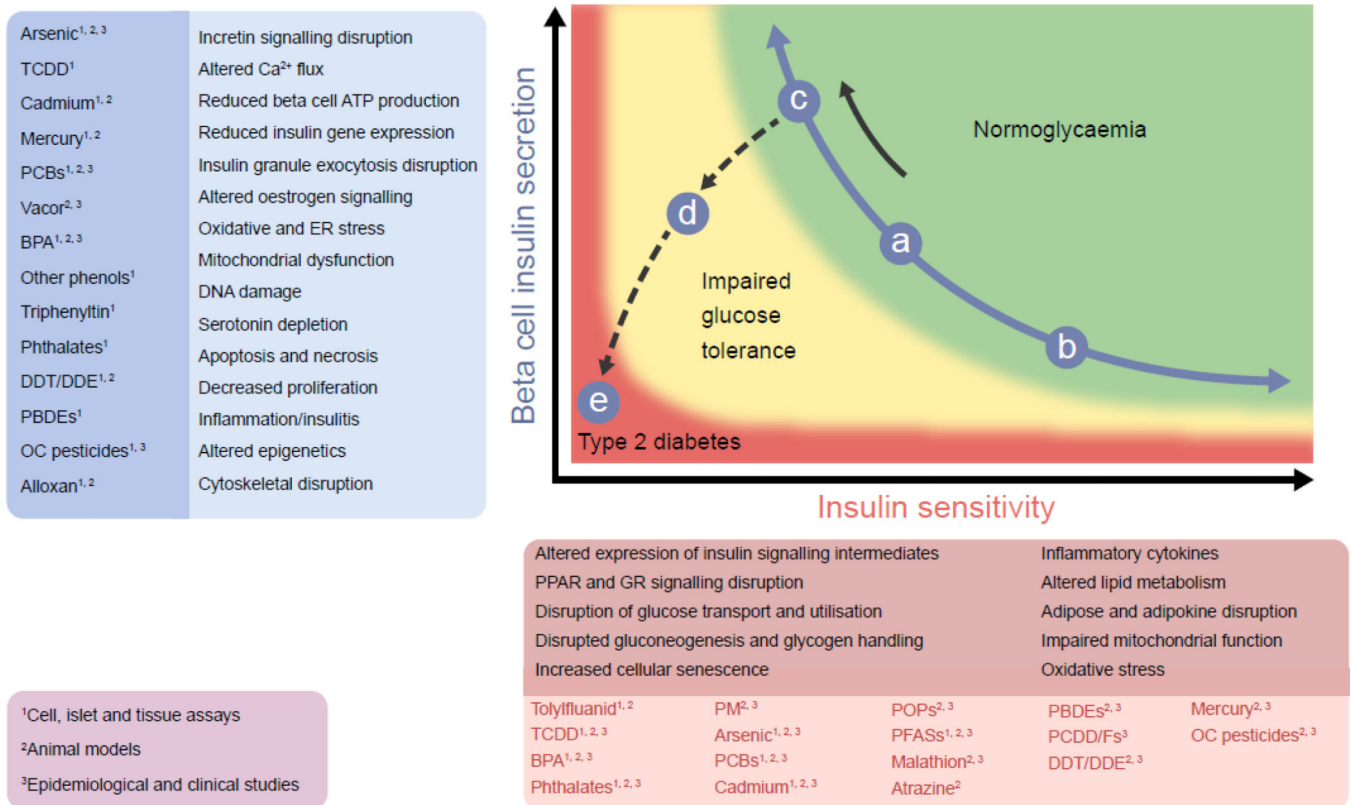 Arsenic¹, ², ³
TCDD¹
Cadmium¹, ²
Mercury¹, ²
PCBs¹, ², ³
Vacor², ³
BPA¹, ², ³
Other phenols¹
Triphenyltin¹
Phthalates¹
DDT/DDE¹, ²
PBDEs¹
OC pesticides¹, ³
Alloxan¹, ²
Incretin signalling disruption
Altered Ca²⁺ flux
Reduced beta cell ATP production
Reduced insulin gene expression
Insulin granule exocytosis disruption
Altered oestrogen signalling
Oxidative and ER stress
Mitochondrial dysfunction
DNA damage
Serotonin depletion
Apoptosis and necrosis
Decreased proliferation
Inflammation/insulitis
Altered epigenetics
Cytoskeletal disruption
Beta cell insulin secretion
c
Normoglycaemia
d
a
Impaired
glucose
tolerance
b
e
Type 2 diabetes
Insulin sensitivity
Altered expression of insulin signalling intermediates
PPAR and GR signalling disruption
Disruption of glucose transport and utilisation
Disrupted gluconeogenesis and glycogen handling
Increased cellular senescence
Inflammatory cytokines
Altered lipid metabolism
Adipose and adipokine disruption
Impaired mitochondrial function
Oxidative stress
Tolylfluanid¹, ²
TCDD¹, ², ³
BPA¹, ², ³
Phthalates¹, ², ³
PM², ³
Arsenic¹, ², ³
PCBs¹, ², ³
Cadmium¹, ², ³
POPs², ³
PFASs¹, ², ³
Malathion², ³
Atrazine²
PBDEs², ³
PCDD/Fs³
DDT/DDE², ³
Mercury², ³
OC pesticides², ³
¹Cell, islet and tissue assays
²Animal models
³Epidemiological and clinical studies